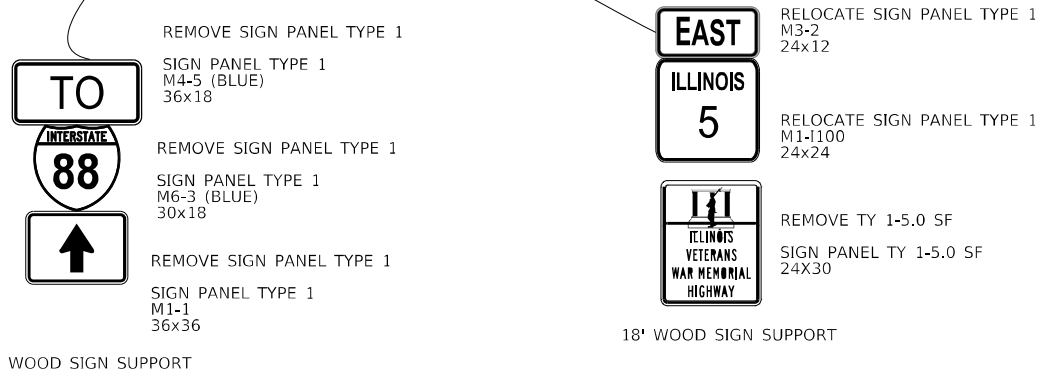 REMOVE SIGN PANEL TYPE 1
TO
SIGN PANEL TYPE 1
M4-5 (BLUE)
36x18
INTERSTATE
88
REMOVE SIGN PANEL TYPE 1
SIGN PANEL TYPE 1
M6-3 (BLUE)
30x18
REMOVE SIGN PANEL TYPE 1
SIGN PANEL TYPE 1
M1-1
36x36
WOOD SIGN SUPPORT
EAST
RELOCATE SIGN PANEL TYPE 1
M3-2
24x12
ILLINOIS
5
RELOCATE SIGN PANEL TYPE 1
M1-I100
24x24
ILLINOIS
VETERANS
WAR MEMORIAL
HIGHWAY
REMOVE TY 1-5.0 SF
SIGN PANEL TY 1-5.0 SF
24X30
18' WOOD SIGN SUPPORT